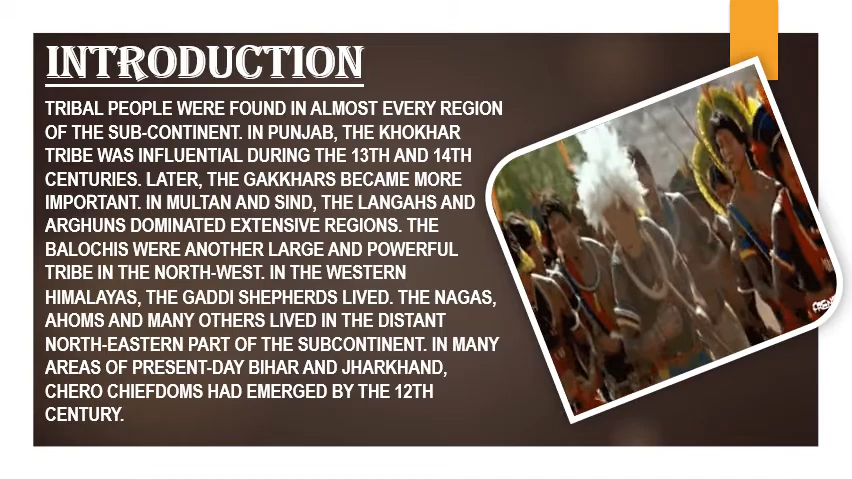 INTRODUCTION
TRIBAL PEOPLE WERE FOUND IN ALMOST EVERY REGION
OF THE SUB-CONTINENT. IN PUNJAB, THE KHOKHAR
TRIBE WAS INFLUENTIAL DURING THE 13TH AND 14TH
CENTURIES. LATER, THE GAKKHARS BECAME MORE
IMPORTANT. IN MULTAN AND SIND, THE LANGAHS AND
ARGHUNS DOMINATED EXTENSIVE REGIONS. THE
BALOCHIS WERE ANOTHER LARGE AND POWERFUL
TRIBE IN THE NORTH-WEST. IN THE WESTERN
HIMALAYAS, THE GADDI SHEPHERDS LIVED. THE NAGAS,
AHOMS AND MANY OTHERS LIVED IN THE DISTANT
NORTH-EASTERN PART OF THE SUBCONTINENT. IN MANY
AREAS OF PRESENT-DAY BIHAR AND JHARKHAND,
CHERO CHIEFDOMS HAD EMERGED BY THE 12TH
CENTURY.